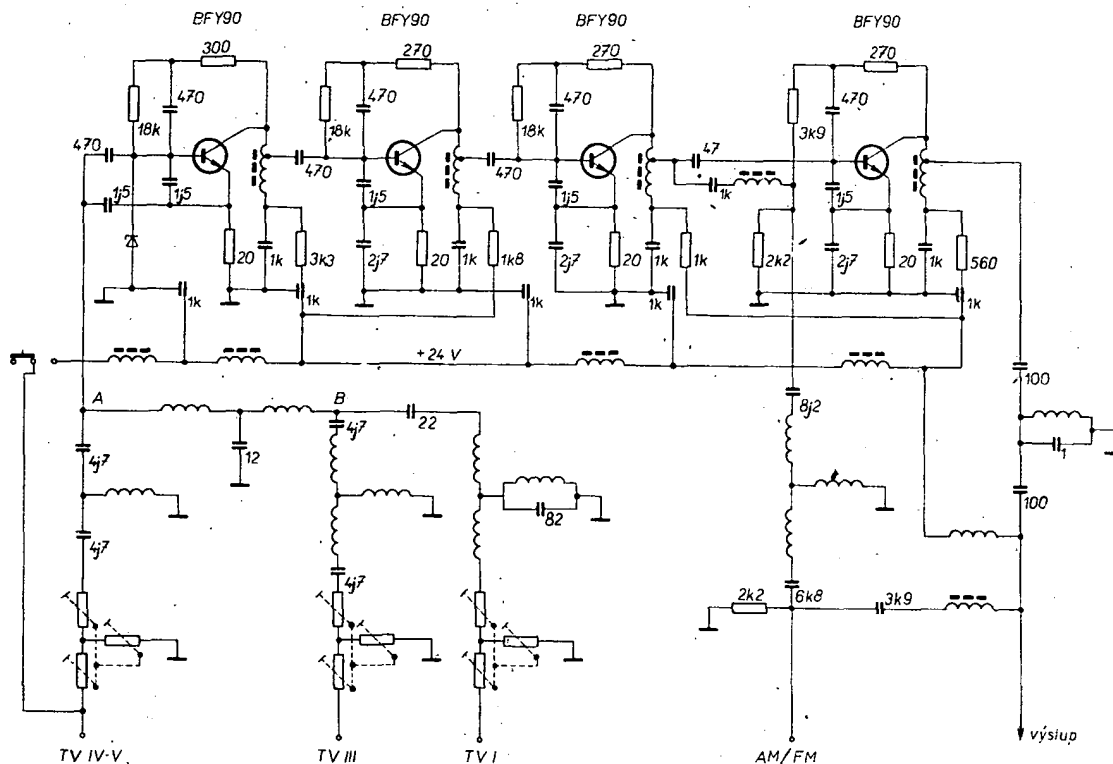 BFY90 BFY90 BFY90 BFY90
300 270 270 270
470 470 470 470
18k 18k 18k 3k9
470 470 470 47
1k
1j5 1j5 1j5 1j5 1j5
20 1k 3k3 2j7 20 1k 1k8 2j7 20 1k 1k 2k2 2j7 20 1k 560
1k 1k 1k 1k 1k
+24 V
100
A B
22 8j2
4j7 12 4j7 1
82 100
4j7
4j7 2k2 6k8 3k9
TV IV-V TV III TV I AM/FM výstup